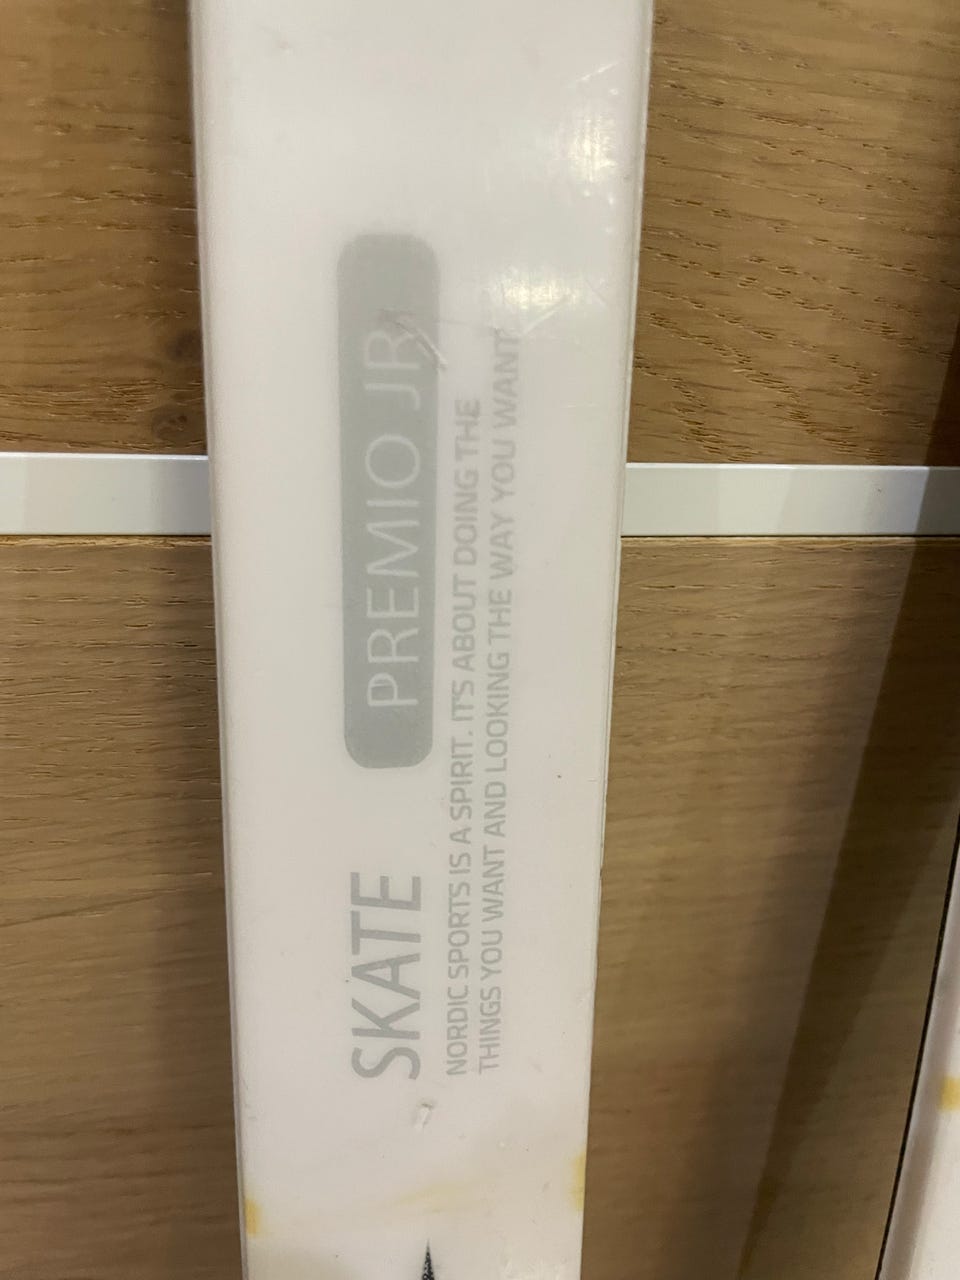 SKATE PREMIO JR
NORDIC SPORTS IS A SPIRIT. IT'S ABOUT DOING THE
THINGS YOU WANT AND LOOKING THE WAY YOU WANT